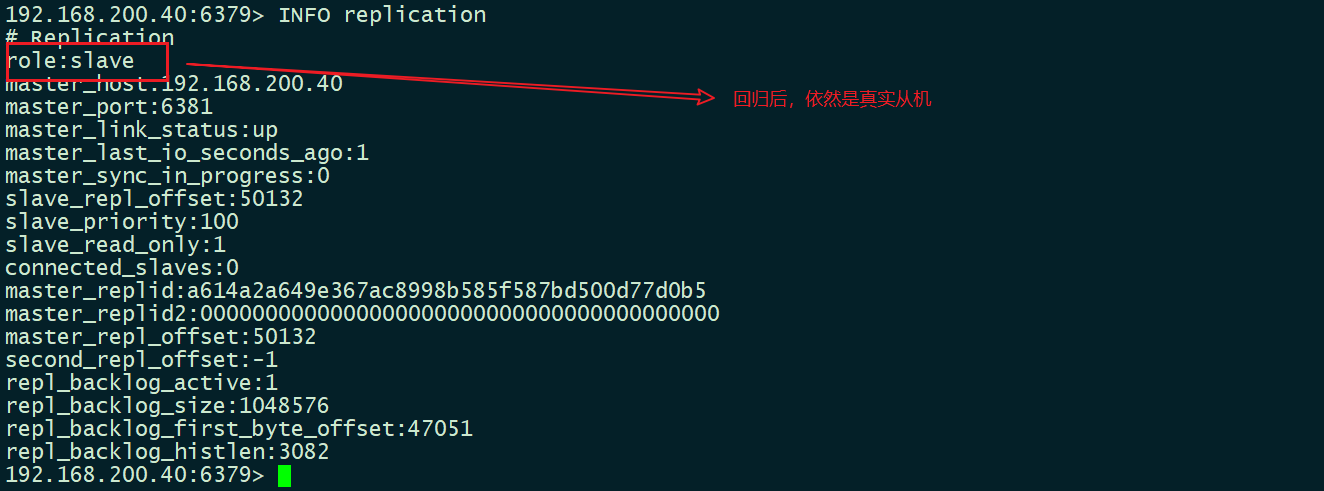 192.168.200.40:6379> INFO replication
# Replication
role:slave
master_host:192.168.200.40
回归后，依然是真实从机
master_port:6381
master_link_status:up
master_last_io_seconds_ago:1
master_sync_in_progress:0
slave_repl_offset:50132
slave_priority:100
slave_read_only:1
connected_slaves:0
master_replid:a614a2a649e367ac8998b585f587bd500d77d0b5
master_replid2:0000000000000000000000000000000000000000
master_repl_offset:50132
second_repl_offset:-1
repl_backlog_active:1
repl_backlog_size:1048576
repl_backlog_first_byte_offset:47051
repl_backlog_histlen:3082
192.168.200.40:6379>